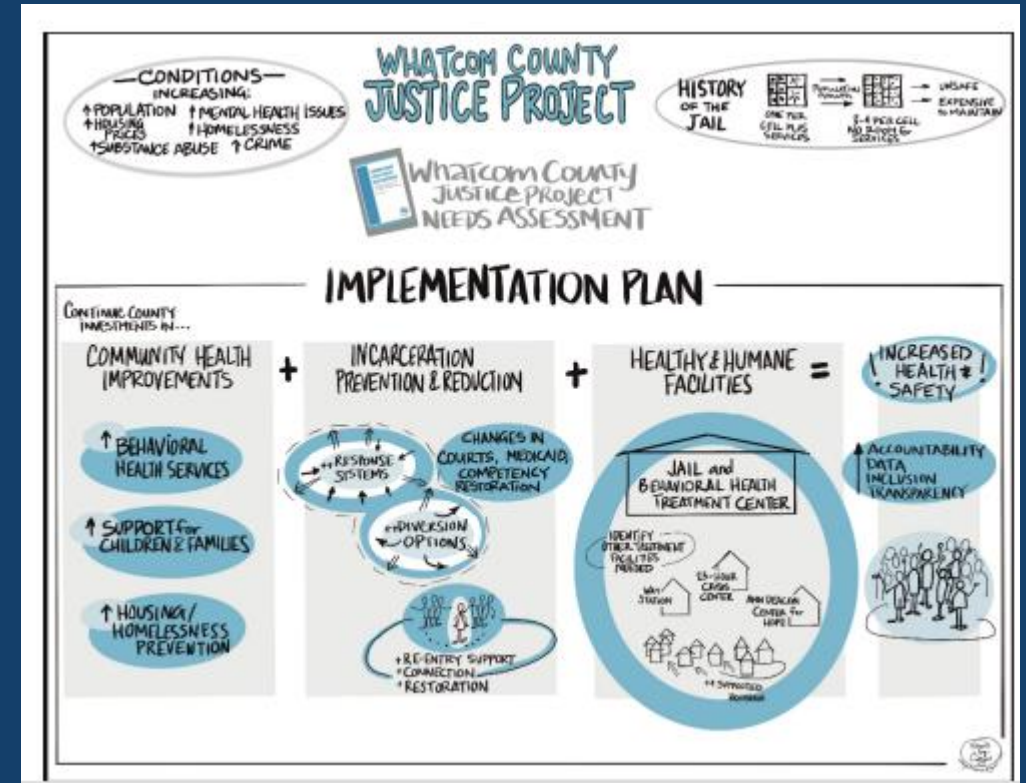 —CONDITIONS—
INCREASING:
↑POPULATION ↑MENTAL HEALTH ISSUES
↑HOUSING PRICES ↑HOMELESSNESS
↑SUBSTANCE ABUSE ↑CRIME
WHATCOM COUNTY
JUSTICE PROJECT
HISTORY
OF THE
JAIL
ONE PER
CELL PLUS
SERVICES
POPULATION
GROWTH
3-4 PER CELL
NO ROOM for
SERVICES
→ UNSAFE
→ EXPENSIVE
to MAINTAIN
WHATCOM COUNTY
JUSTICE PROJECT
NEEDS ASSESSMENT
IMPLEMENTATION PLAN
CONTINUE COUNTY
INVESTMENTS IN...
COMMUNITY HEALTH
IMPROVEMENTS
↑ BEHAVIORAL
HEALTH SERVICES
↑ SUPPORT for
CHILDREN & FAMILIES
↑ HOUSING/
HOMELESSNESS
PREVENTION
+
INCARCERATION
PREVENTION & REDUCTION
++RESPONSE
SYSTEMS
CHANGES IN
COURTS, MEDICAID,
COMPETENCY
RESTORATION
++DIVERSION
OPTIONS
+RE-ENTRY SUPPORT
+CONNECTION
+RESTORATION
+
HEALTHY & HUMANE
FACILITIES
JAIL and
BEHAVIORAL HEALTH
TREATMENT CENTER
IDENTIFY
OTHER TREATMENT
FACILITIES
NEEDED
WAY
STATION
23-HOUR
CRISIS
CENTER
ANN DEACON
CENTER for
HOPE
++ SUPPORTED
HOUSING
=
! INCREASED !
HEALTH &
SAFETY
↑ ACCOUNTABILITY
DATA
INCLUSION
TRANSPARENCY